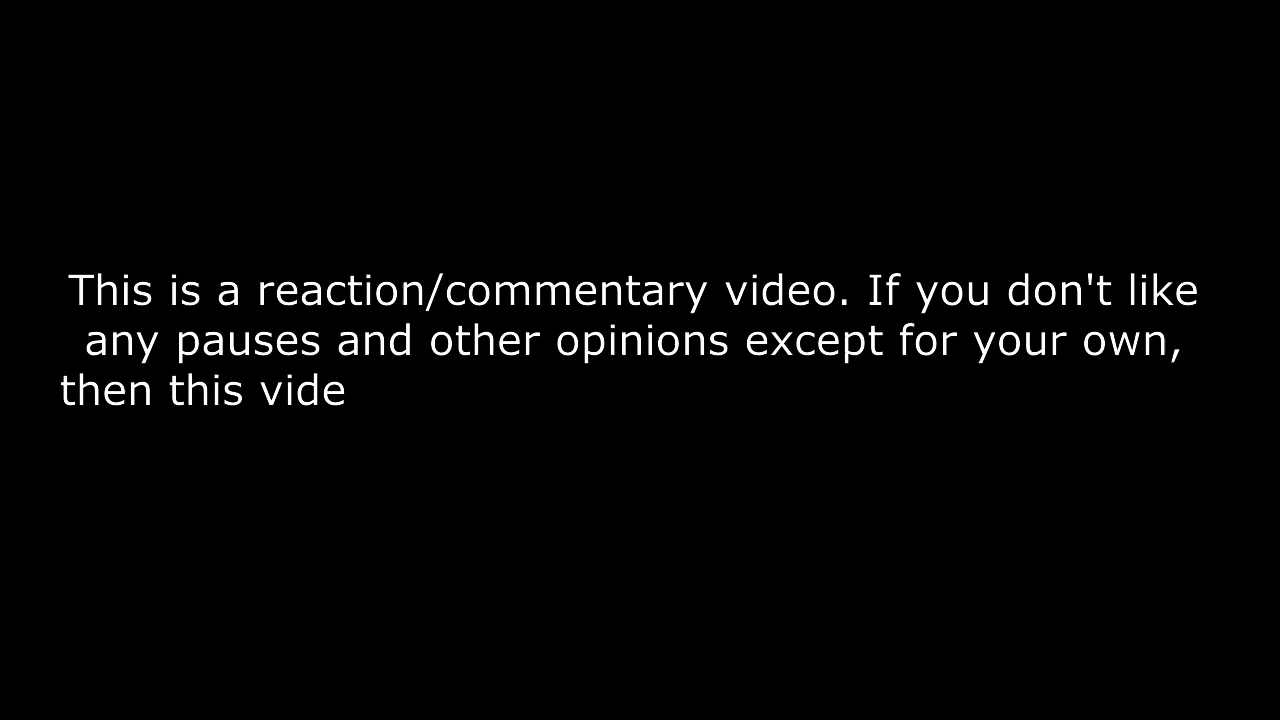 This is a reaction/commentary video. If you don't like
any pauses and other opinions except for your own,
then this vide